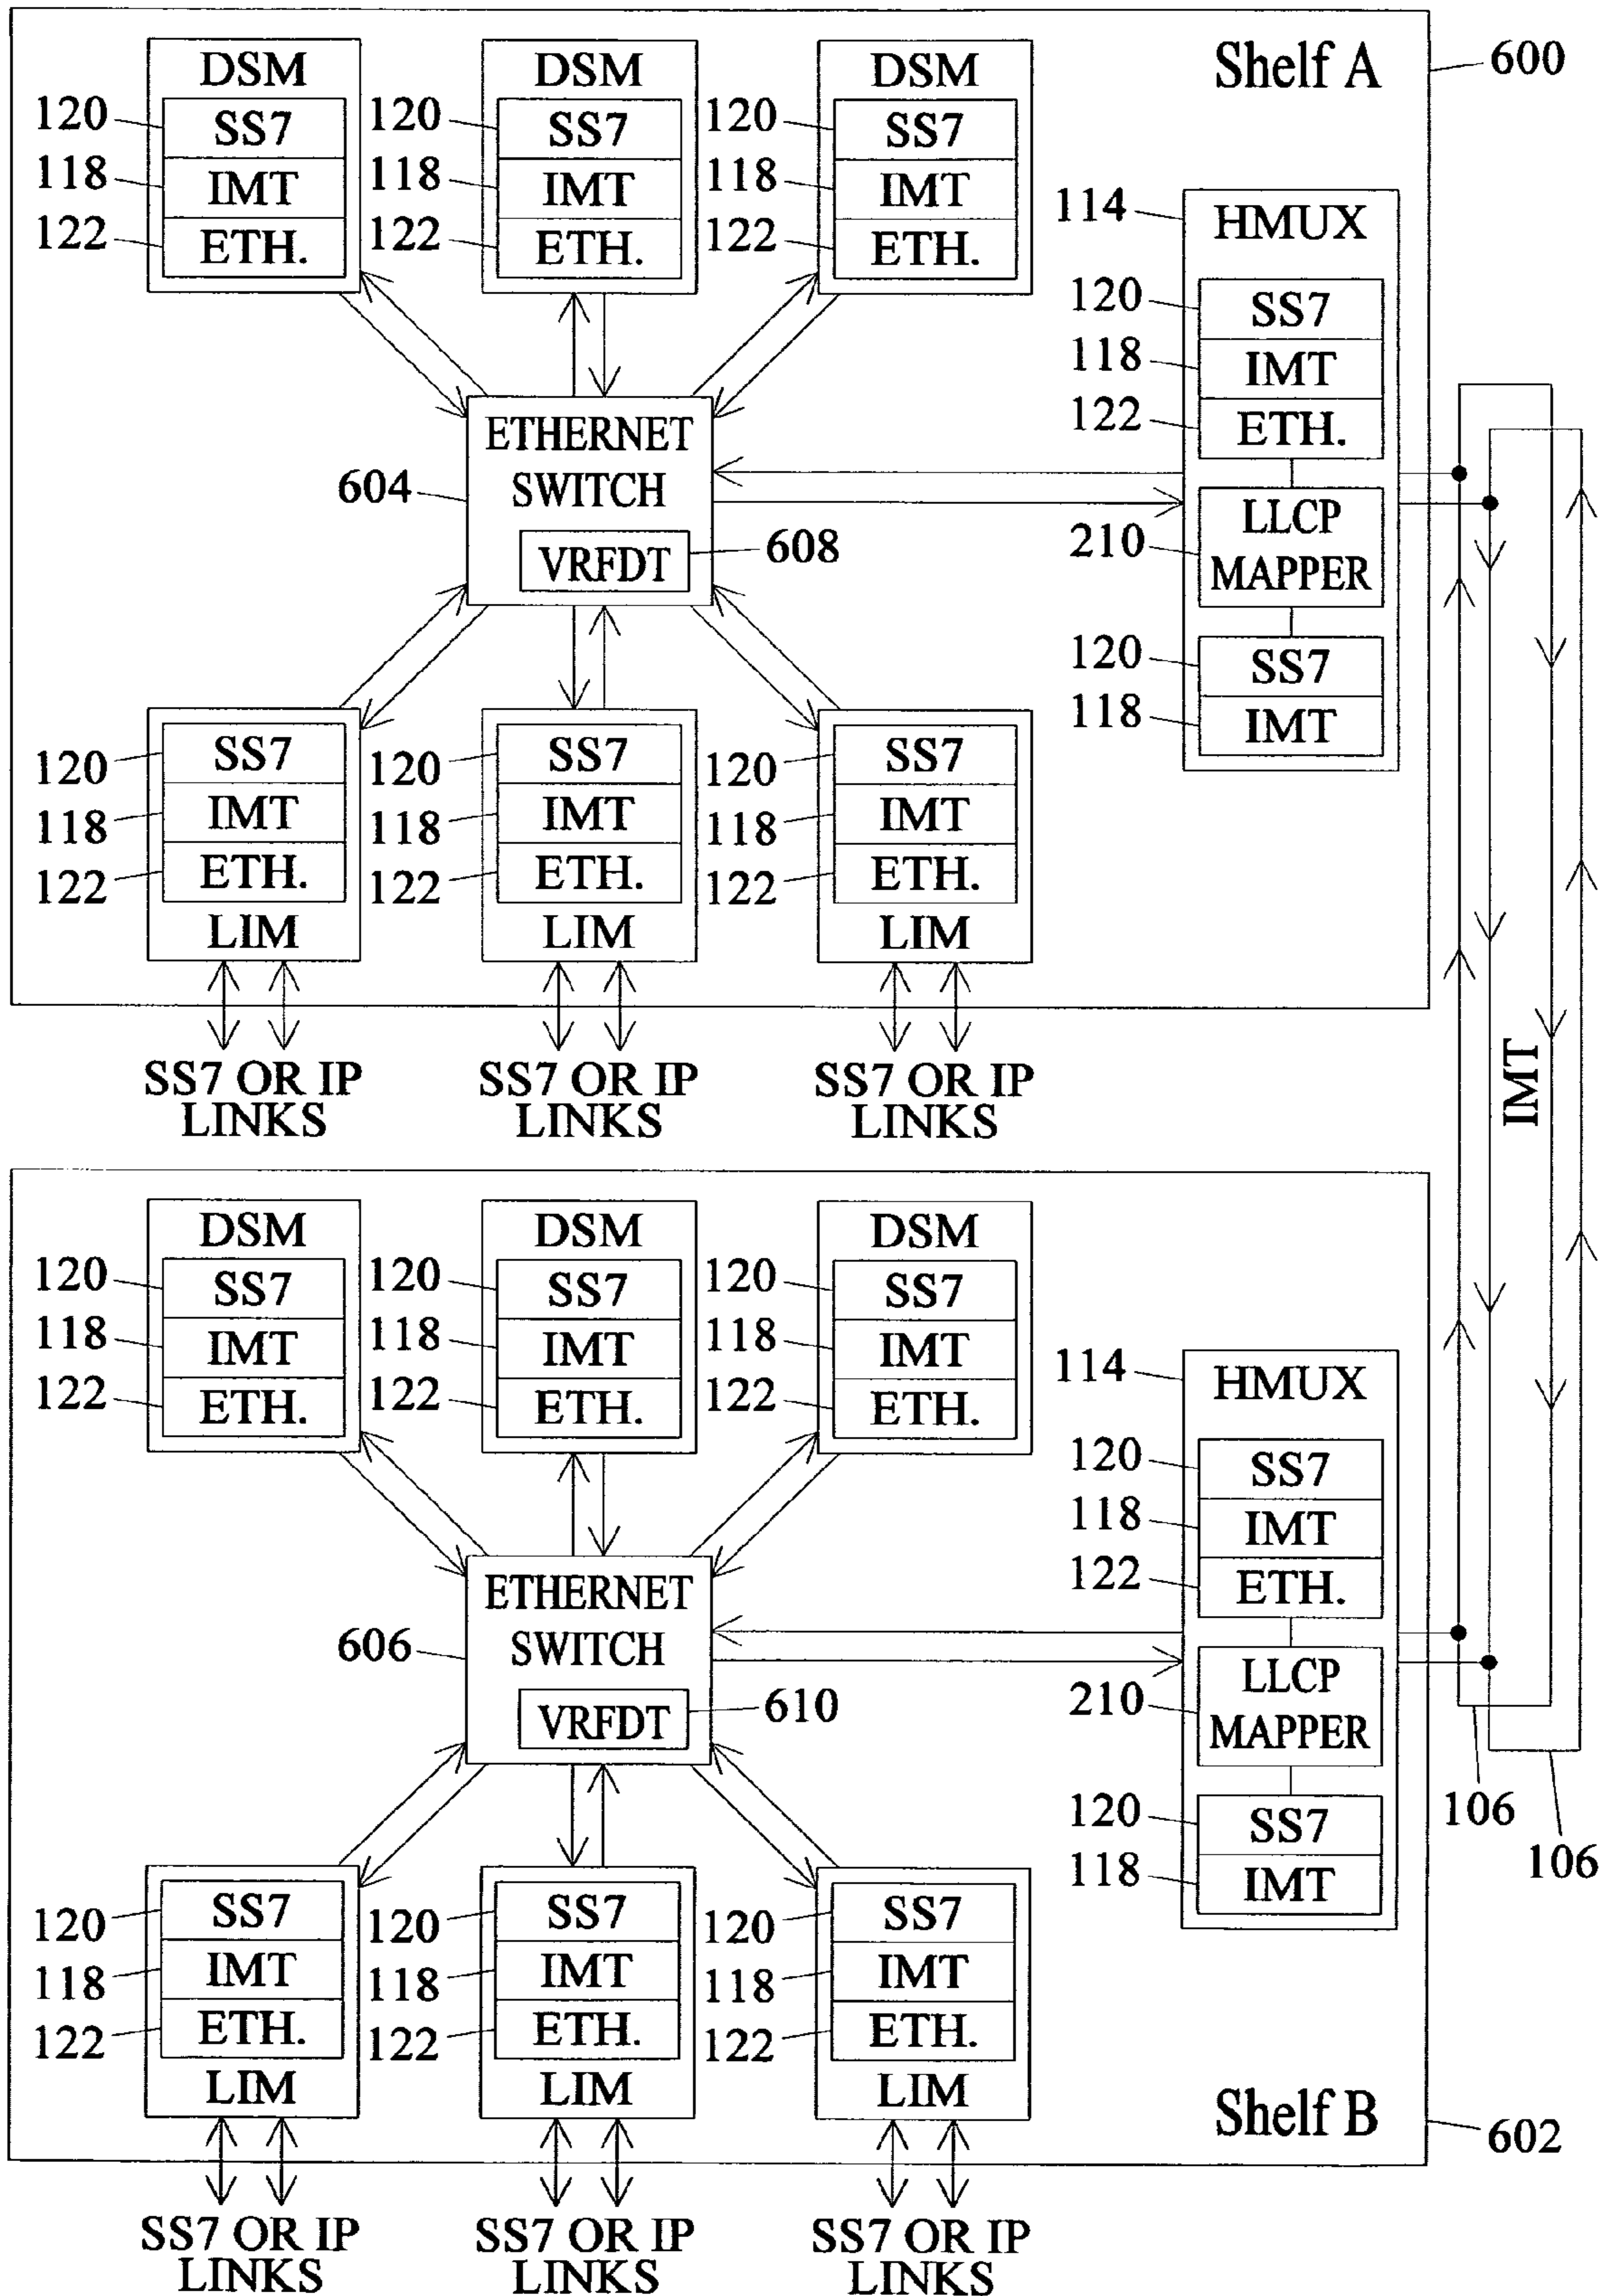 Shelf A
600
DSM
120 SS7
118 IMT
122 ETH.
DSM
120 SS7
118 IMT
122 ETH.
DSM
120 SS7
118 IMT
122 ETH.
114 HMUX
120 SS7
118 IMT
122 ETH.
210 LLCP
MAPPER
120 SS7
118 IMT
604 ETHERNET
SWITCH
VRFDT 608
120 SS7
118 IMT
122 ETH.
LIM
120 SS7
118 IMT
122 ETH.
LIM
120 SS7
118 IMT
122 ETH.
LIM
SS7 OR IP
LINKS
SS7 OR IP
LINKS
SS7 OR IP
LINKS
IMT
DSM
120 SS7
118 IMT
122 ETH.
DSM
120 SS7
118 IMT
122 ETH.
DSM
120 SS7
118 IMT
122 ETH.
114 HMUX
120 SS7
118 IMT
122 ETH.
210 LLCP
MAPPER
120 SS7
118 IMT
106
106
606 ETHERNET
SWITCH
VRFDT 610
120 SS7
118 IMT
122 ETH.
LIM
120 SS7
118 IMT
122 ETH.
LIM
120 SS7
118 IMT
122 ETH.
LIM
Shelf B
602
SS7 OR IP
LINKS
SS7 OR IP
LINKS
SS7 OR IP
LINKS